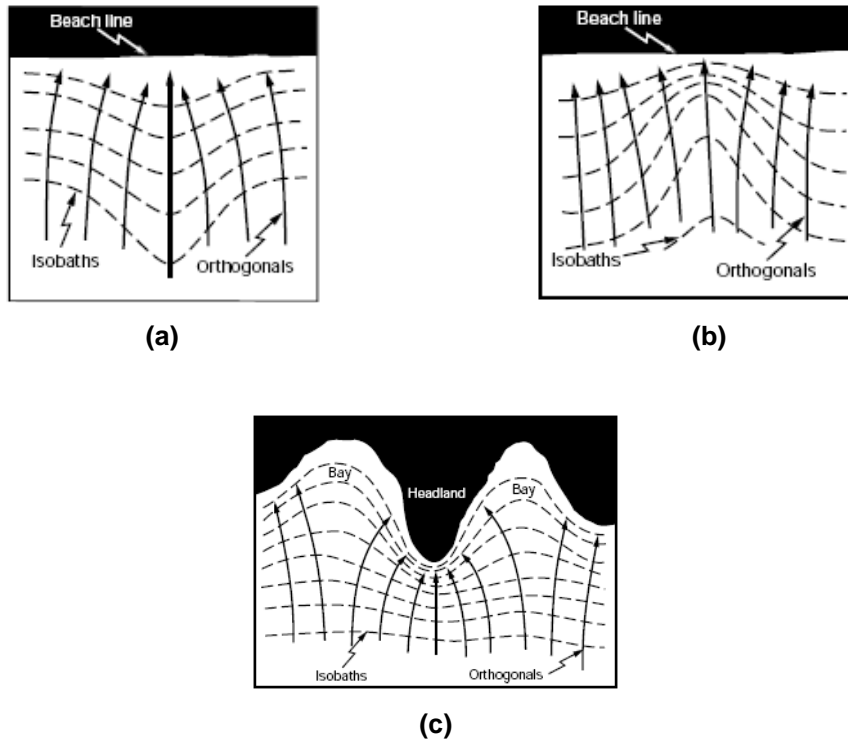 Beach line
Isobaths
Orthogonals
(a)
Beach line
Isobaths
Orthogonals
(b)
Bay
Headland
Bay
Isobaths
Orthogonals
(c)